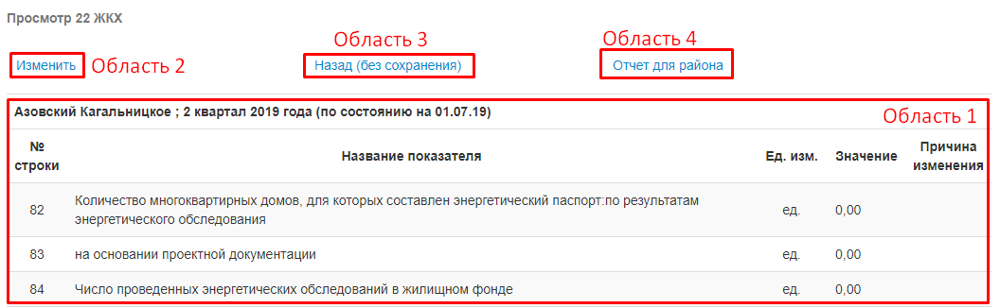 Просмотр 22 ЖКХ
Область 3
Область 4
Изменить
Область 2
Назад (без сохранения)
Отчет для района
Азовский Кагальницкое ; 2 квартал 2019 года (по состоянию на 01.07.19)
Область 1
№ строки
Название показателя
Ед. изм.
Значение
Причина изменения
82
Количество многоквартирных домов, для которых составлен энергетический паспорт:по результатам
энергетического обследования
ед.
0,00
83
на основании проектной документации
ед.
0,00
84
Число проведенных энергетических обследований в жилищном фонде
ед.
0,00